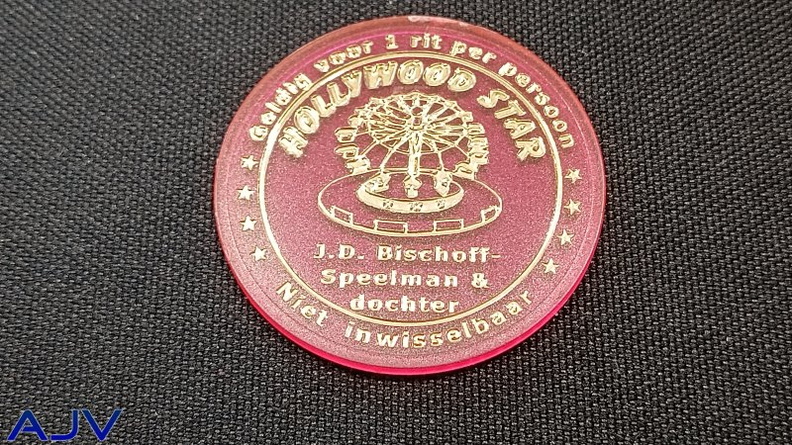 Geldig voor 1 rit per persoon
HOLLYWOOD STAR
J.D. Bischoff-
Speelman &
dochter
Niet inwisselbaar
AJV